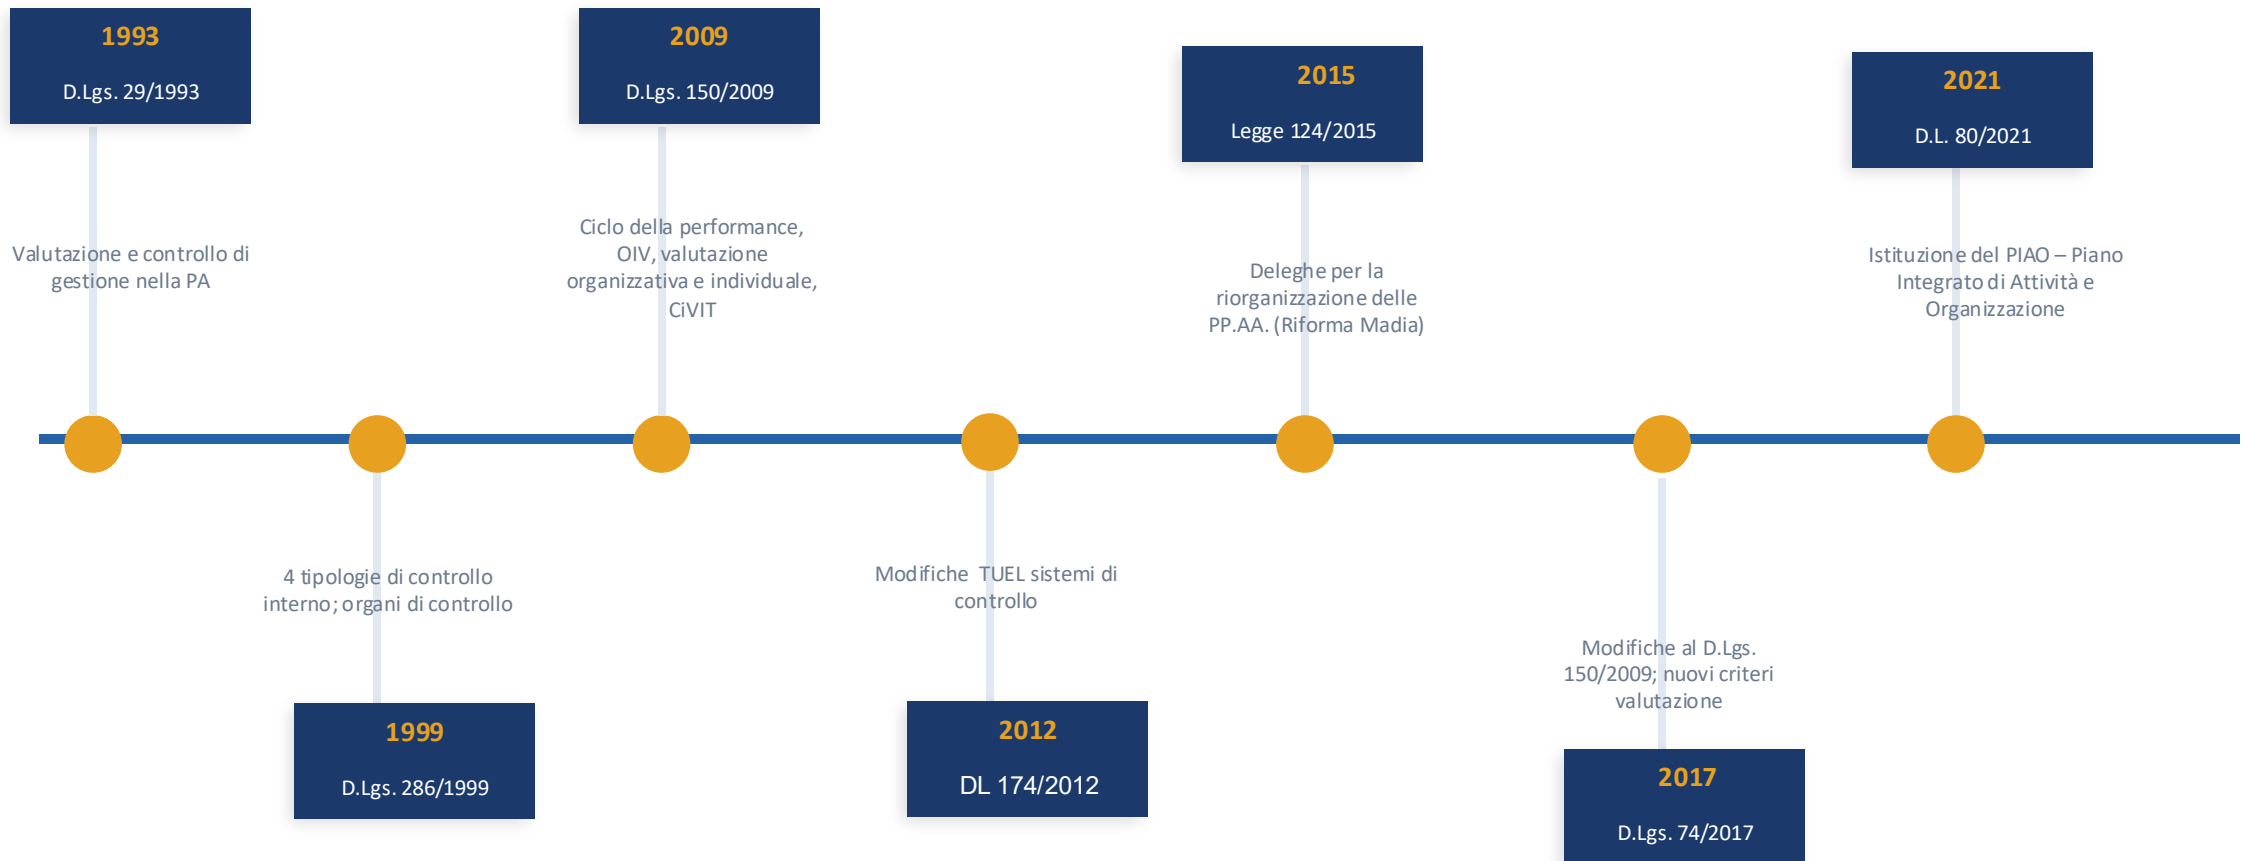 1993
D.Lgs. 29/1993
Valutazione e controllo di
gestione nella PA
4 tipologie di controllo
interno; organi di controllo
1999
D.Lgs. 286/1999
2009
D.Lgs. 150/2009
Ciclo della performance,
OIV, valutazione
organizzativa e individuale,
CiVIT
Modifiche TUEL sistemi di
controllo
2012
DL 174/2012
2015
Legge 124/2015
Deleghe per la
riorganizzazione delle
PP.AA. (Riforma Madia)
Modifiche al D.Lgs.
150/2009; nuovi criteri
valutazione
2017
D.Lgs. 74/2017
2021
D.L. 80/2021
Istituzione del PIAO – Piano
Integrato di Attività e
Organizzazione